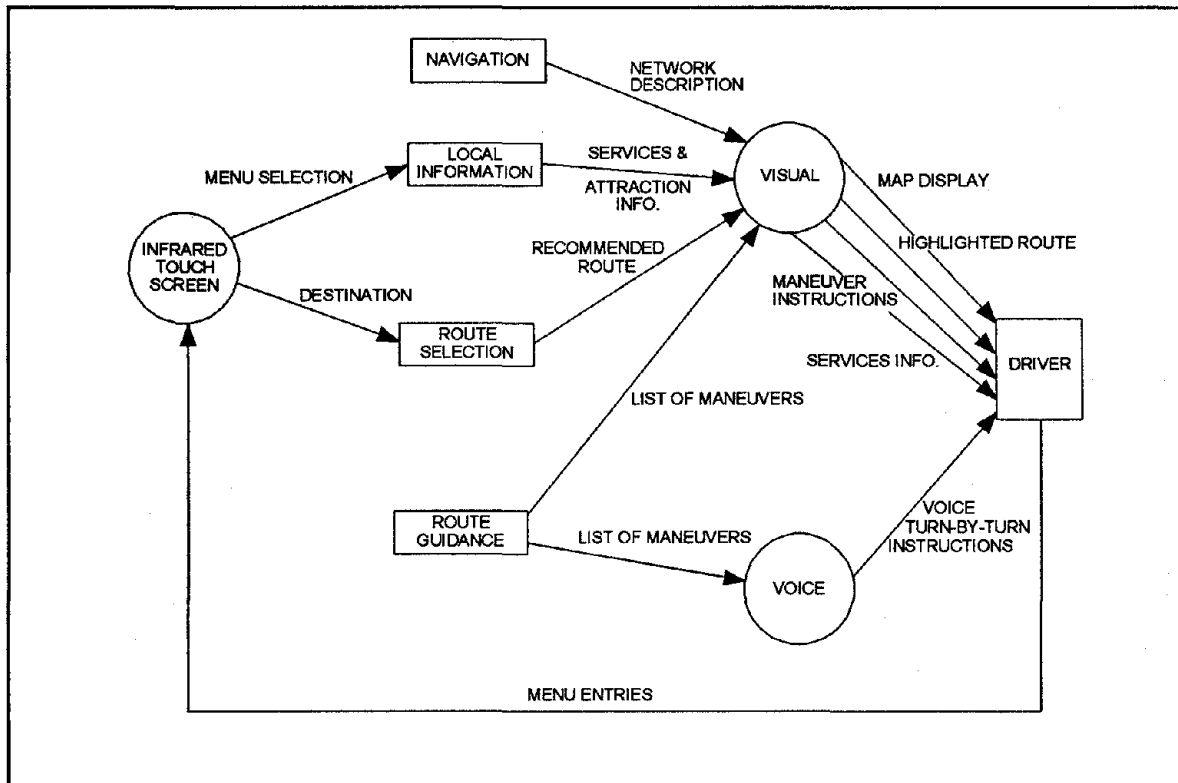 NAVIGATION
NETWORK
DESCRIPTION
LOCAL
INFORMATION
SERVICES &
ATTRACTION
INFO.
VISUAL
MAP DISPLAY
MENU SELECTION
INFRARED
TOUCH
SCREEN
RECOMMENDED
ROUTE
HIGHLIGHTED ROUTE
MANEUVER
INSTRUCTIONS
DESTINATION
ROUTE
SELECTION
SERVICES INFO.
DRIVER
LIST OF MANEUVERS
ROUTE
GUIDANCE
LIST OF MANEUVERS
VOICE
TURN-BY-TURN
INSTRUCTIONS
VOICE
MENU ENTRIES